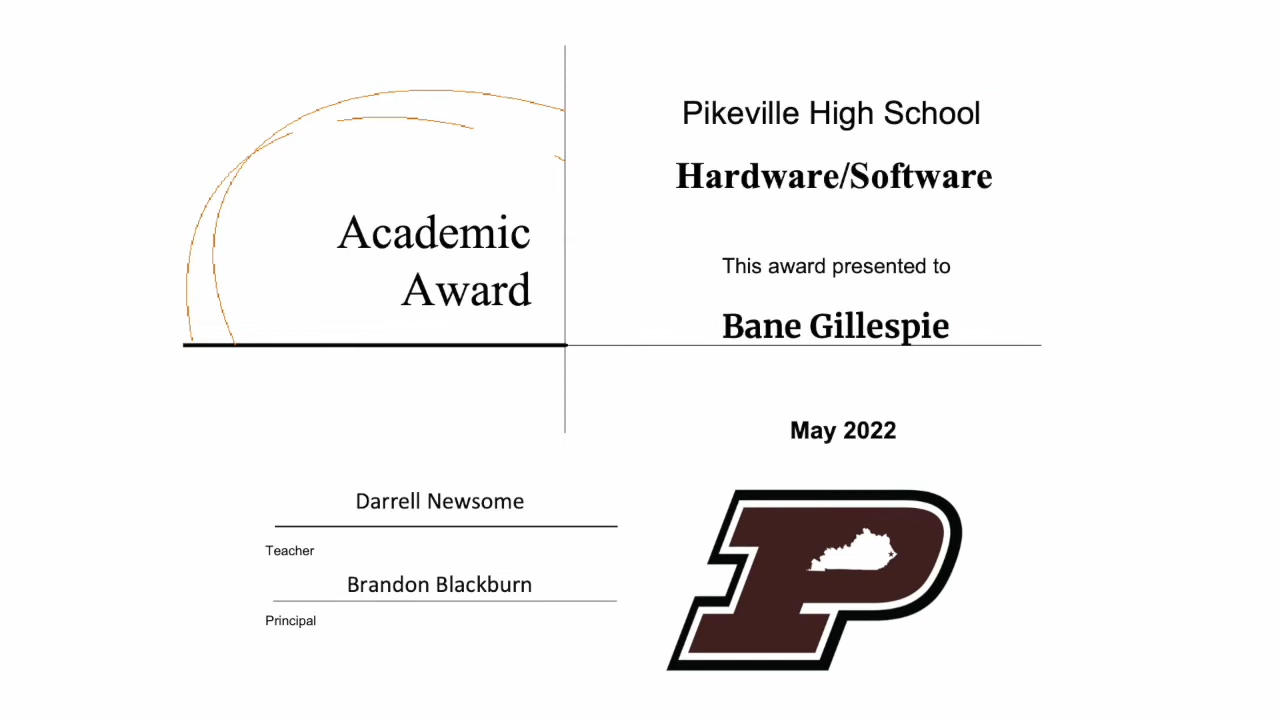 Academic
Award
Pikeville High School
Hardware/Software
This award presented to
Bane Gillespie
May 2022
Darrell Newsome
Teacher
Brandon Blackburn
Principal
P